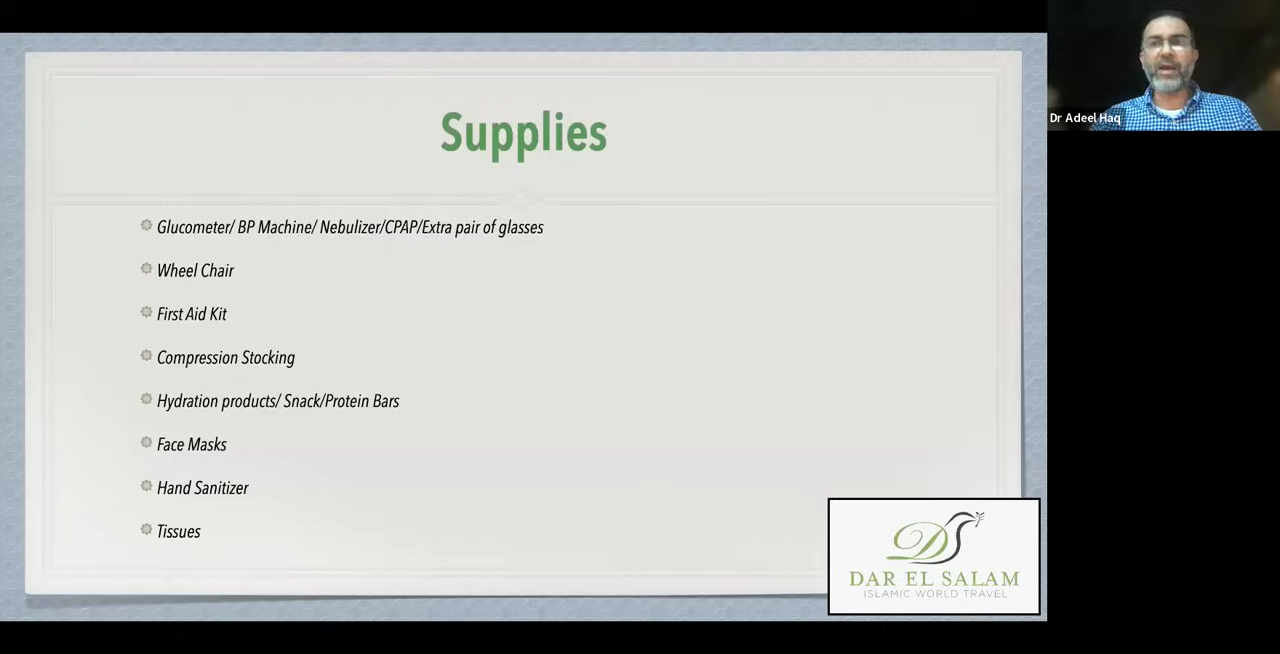 Supplies
Glucometer/ BP Machine/ Nebulizer/CPAP/Extra pair of glasses
Wheel Chair
First Aid Kit
Compression Stocking
Hydration products/ Snack/Protein Bars
Face Masks
Hand Sanitizer
Tissues
DS
DAR EL SALAM
ISLAMIC WORLD TRAVEL
Dr Adeel Haq